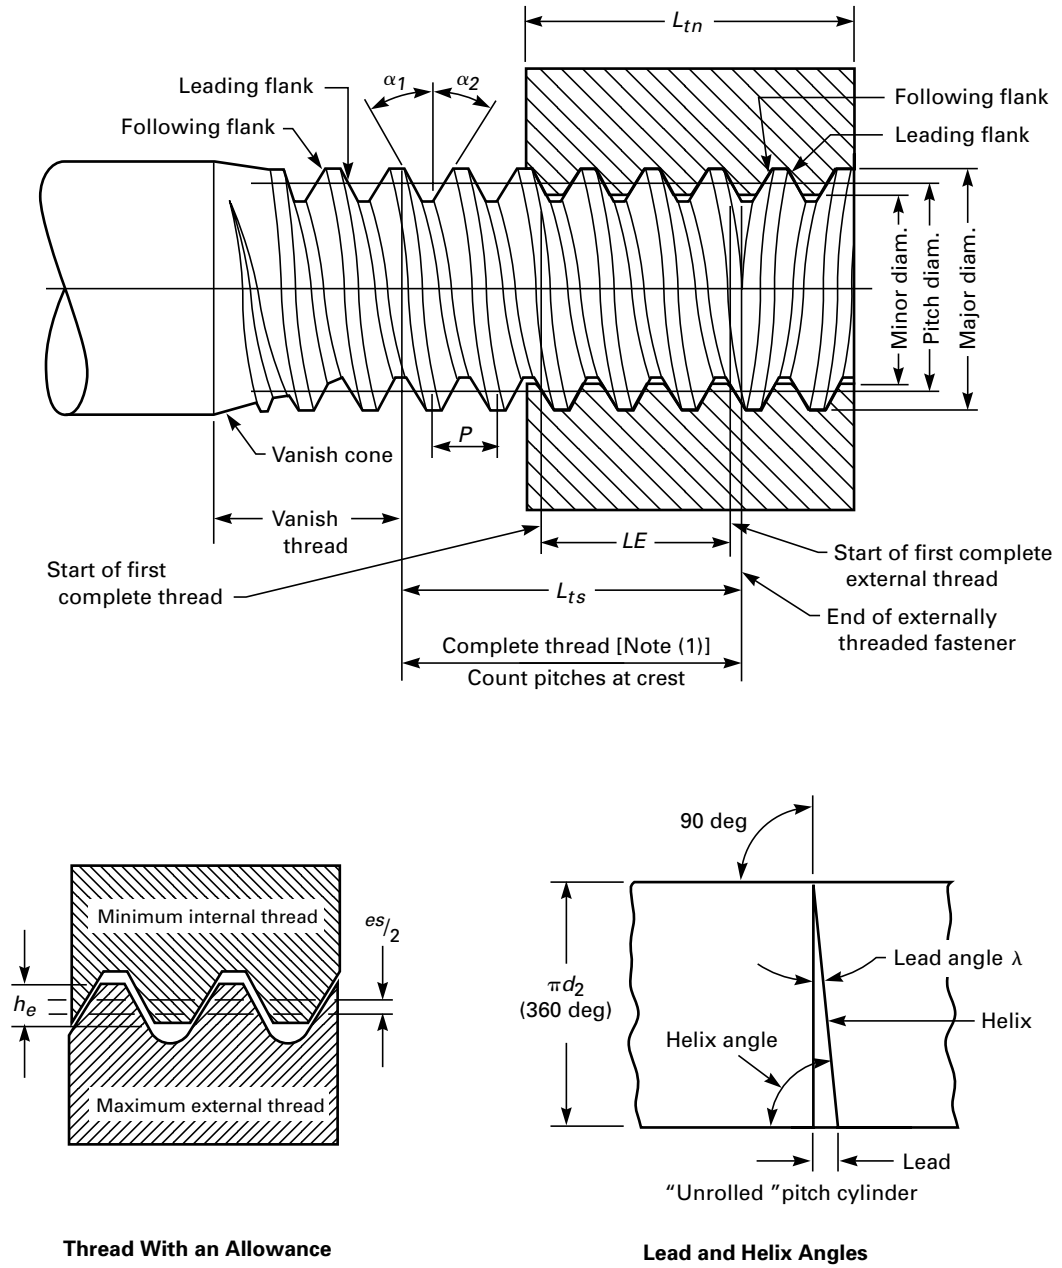 L_tn
α1
α2
Leading flank
Following flank
Following flank
Leading flank
Minor diam.
Pitch diam.
Major diam.
P
Vanish cone
Vanish
thread
LE
Start of first
complete thread
Start of first complete
external thread
L_ts
End of externally
threaded fastener
Complete thread [Note (1)]
Count pitches at crest
90 deg
Minimum internal thread
es/2
h_e
Maximum external thread
πd2
(360 deg)
Lead angle λ
Helix
Helix angle
Lead
“Unrolled ”pitch cylinder
Thread With an Allowance
Lead and Helix Angles